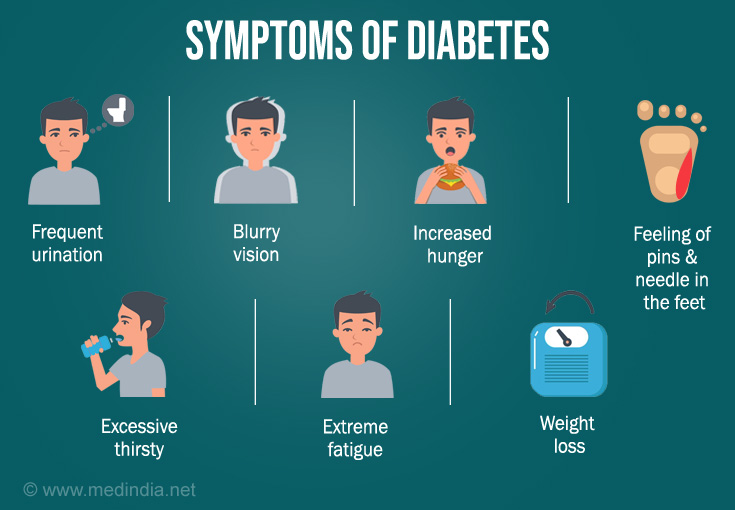 SYMPTOMS OF DIABETES
Frequent
urination
Blurry
vision
Increased
hunger
Feeling of
pins &
needle in
the feet
Excessive
thirsty
Extreme
fatigue
Weight
loss
© www.medindia.net